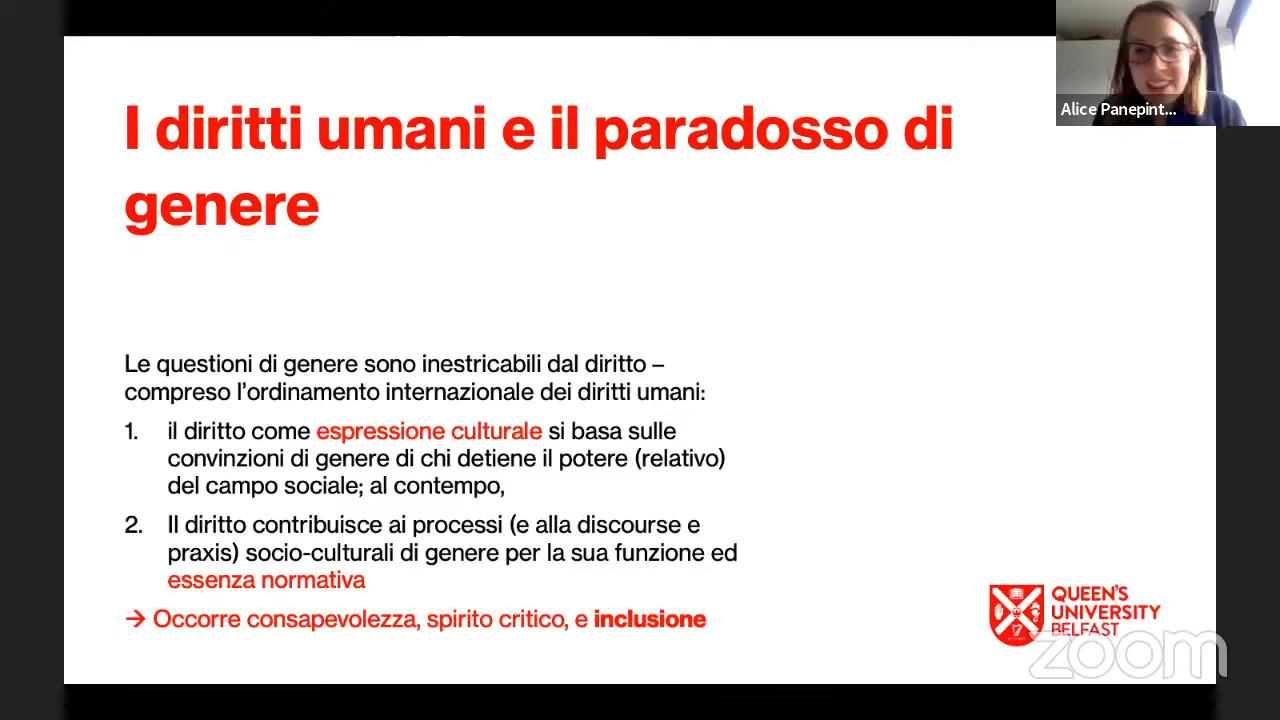 I diritti umani e il paradosso di
genere
Alice Panepint...
Le questioni di genere sono inestricabili dal diritto –
compreso l’ordinamento internazionale dei diritti umani:
1. il diritto come espressione culturale si basa sulle
convinzioni di genere di chi detiene il potere (relativo)
del campo sociale; al contempo,
2. Il diritto contribuisce ai processi (e alla discourse e
praxis) socio-culturali di genere per la sua funzione ed
essenza normativa
→ Occorre consapevolezza, spirito critico, e inclusione
QUEEN’S
UNIVERSITY
BELFAST
zoom